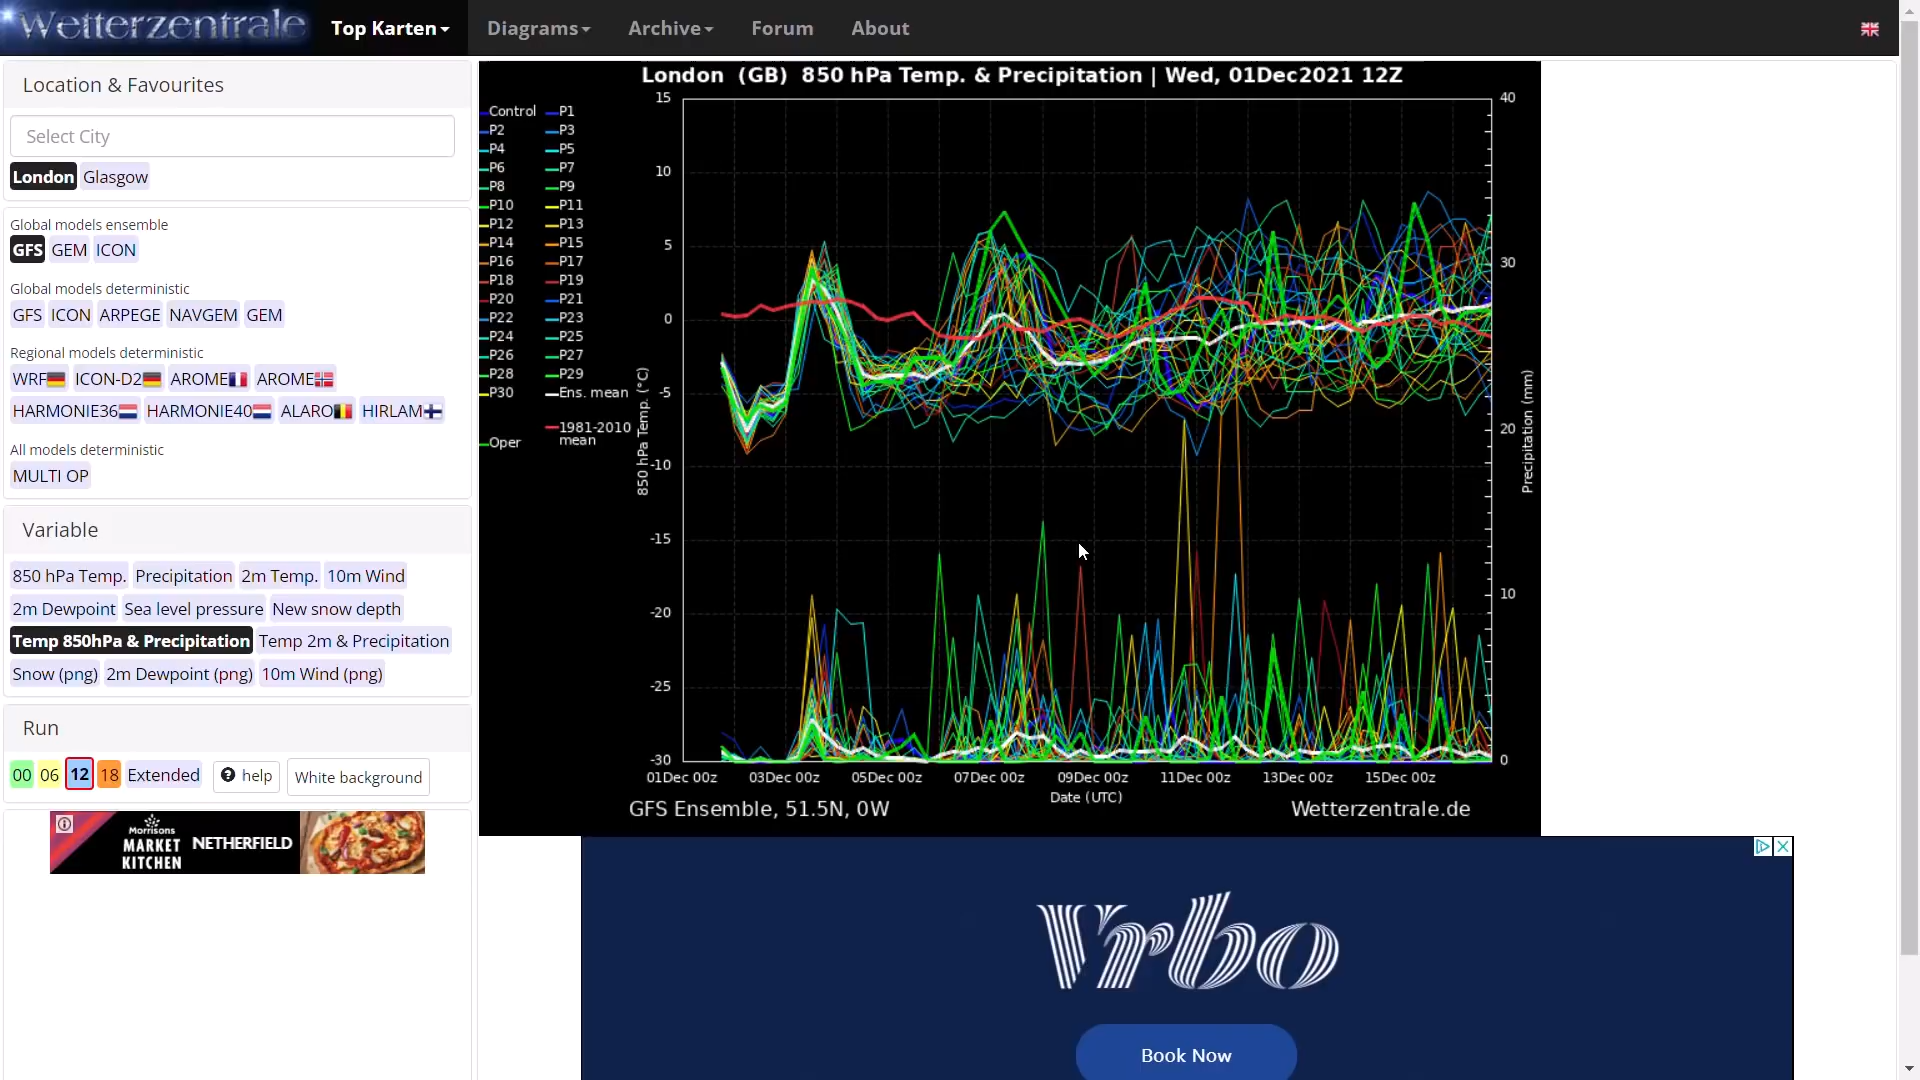 Wetterzentrale
Top Karten
Diagrams
Archive
Forum
About
Location & Favourites
Select City
London Glasgow
Global models ensemble
GFS GEM ICON
Global models deterministic
GFS ICON ARPEGE NAVGEM GEM
Regional models deterministic
WRF ICON-D2 AROME AROME
HARMONIE36 HARMONIE40 ALARO HIRLAM
All models deterministic
MULTI OP
Variable
850 hPa Temp. Precipitation 2m Temp. 10m Wind
2m Dewpoint Sea level pressure New snow depth
Temp 850hPa & Precipitation Temp 2m & Precipitation
Snow (png) 2m Dewpoint (png) 10m Wind (png)
Run
00 06 12 18 Extended help White background
Morrisons
MARKET
KITCHEN
NETHERFIELD
London (GB) 850 hPa Temp. & Precipitation | Wed, 01Dec2021 12Z
Control P1
P2 P3
P4 P5
P6 P7
P8 P9
P10 P11
P12 P13
P14 P15
P16 P17
P18 P19
P20 P21
P22 P23
P24 P25
P26 P27
P28 P29
P30 Ens. mean
1981-2010
mean
Oper
850 hPa Temp. (°C)
15
10
5
0
-5
-10
-15
-20
-25
-30
40
30
20
10
0
Precipitation (mm)
01Dec 00z 03Dec 00z 05Dec 00z 07Dec 00z 09Dec 00z 11Dec 00z 13Dec 00z 15Dec 00z
Date (UTC)
GFS Ensemble, 51.5N, 0W
Wetterzentrale.de
Vrbo
Book Now